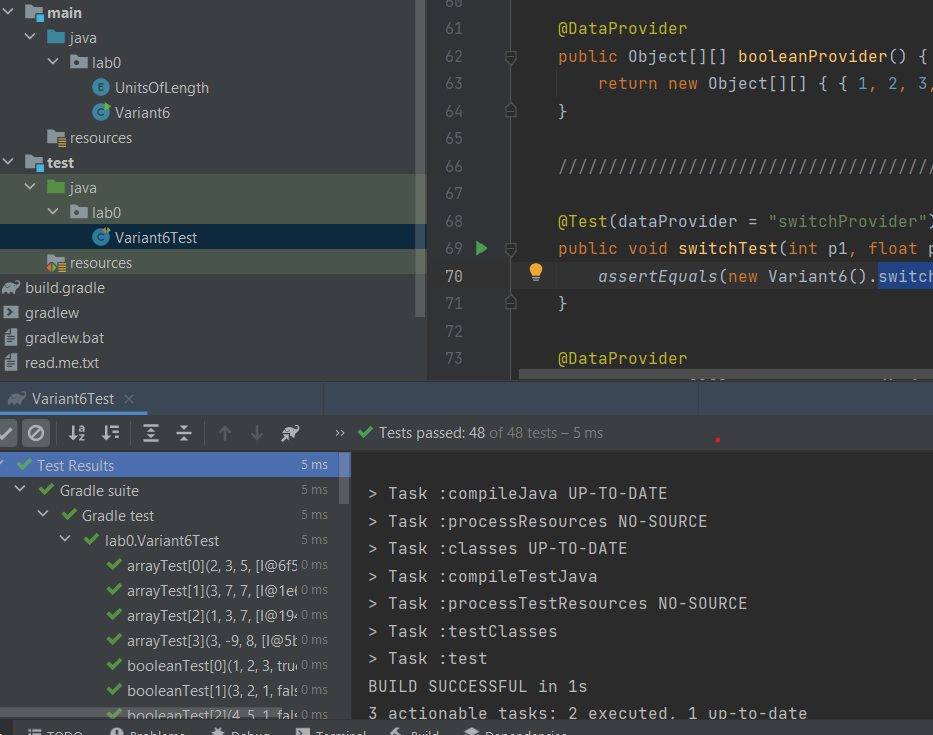 main
java
lab0
UnitsOfLength
Variant6
resources
test
java
lab0
Variant6Test
resources
build.gradle
gradlew
gradlew.bat
read.me.txt
60
61 @DataProvider
62 public Object[][] booleanProvider() {
63 return new Object[][] { { 1, 2, 3,
64 }
65
66 //////////////////////////////////////
67
68 @Test(dataProvider = "switchProvider")
69 public void switchTest(int p1, float p
70 assertEquals(new Variant6().switch
71 }
72
73 @DataProvider
Variant6Test
Tests passed: 48 of 48 tests – 5 ms
Test Results 5 ms
Gradle suite 5 ms
Gradle test 5 ms
lab0.Variant6Test 5 ms
arrayTest[0](2, 3, 5, [I@6f5 0 ms
arrayTest[1](3, 7, 7, [I@1e6 0 ms
arrayTest[2](1, 3, 7, [I@194 0 ms
arrayTest[3](3, -9, 8, [I@5b 0 ms
booleanTest[0](1, 2, 3, true 0 ms
booleanTest[1](3, 2, 1, fals 0 ms
booleanTest[2](4, 5, 1, fals 0 ms
> Task :compileJava UP-TO-DATE
> Task :processResources NO-SOURCE
> Task :classes UP-TO-DATE
> Task :compileTestJava
> Task :processTestResources NO-SOURCE
> Task :testClasses
> Task :test
BUILD SUCCESSFUL in 1s
3 actionable tasks: 2 executed, 1 up-to-date
TODO Problems Debug Terminal Build Dependencies